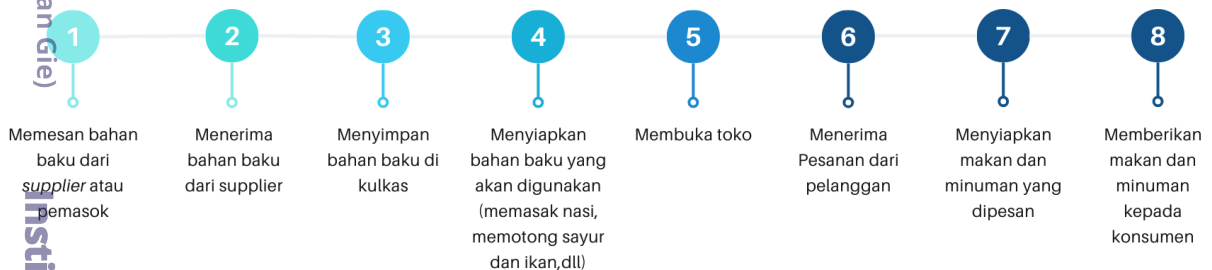 1
2
3
4
5
6
7
8
Memesan bahan
baku dari
supplier atau
pemasok
Menerima
bahan baku
dari supplier
Menyimpan
bahan baku di
kulkas
Menyiapkan
bahan baku yang
akan digunakan
(memasak nasi,
memotong sayur
dan ikan,dll)
Membuka toko
Menerima
Pesanan dari
pelanggan
Menyiapkan
makan dan
minuman yang
dipesan
Memberikan
makan dan
minuman
kepada
konsumen
Gie)